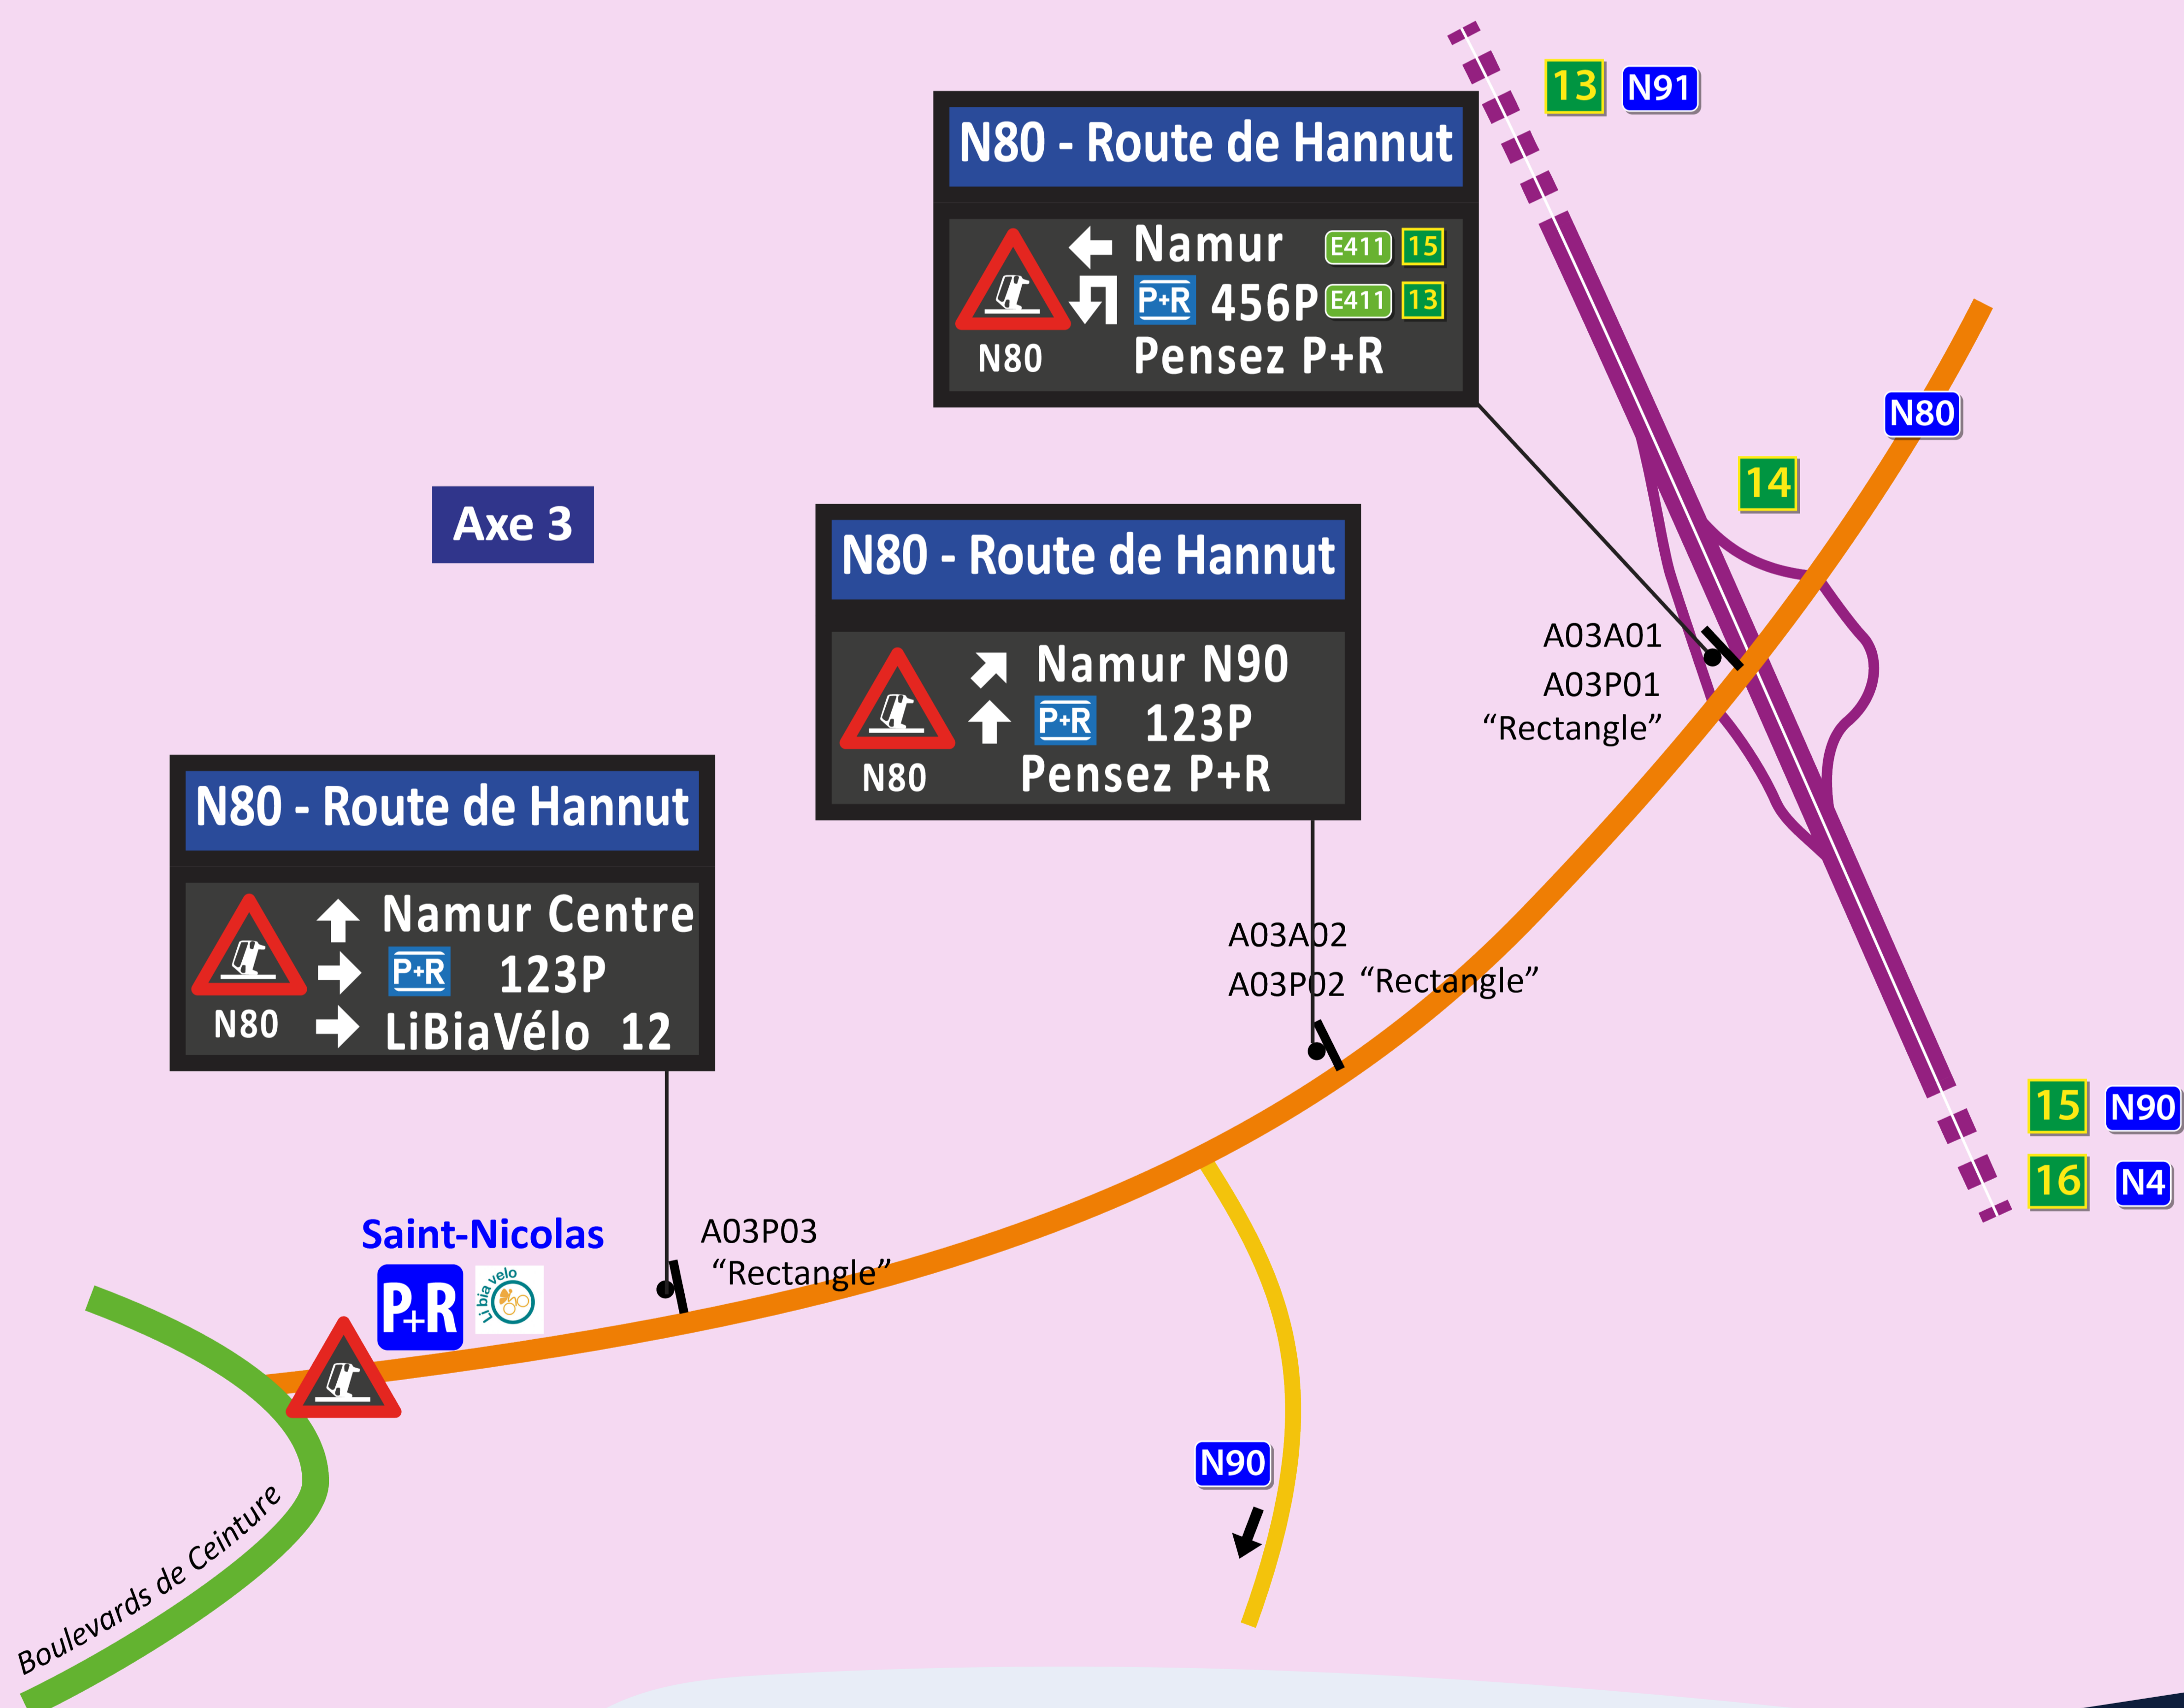 13 N91
N80 - Route de Hannut
Namur E411 15
P+R 456P E411 13
N80 Pensez P+R
N80
14
Axe 3
N80 - Route de Hannut
Namur N90
P+R 123P
N80 Pensez P+R
A03A01
A03P01
“Rectangle”
N80 - Route de Hannut
Namur Centre
P+R 123P
N80 LiBiaVélo 12
A03A02
A03P02 “Rectangle”
15 N90
16 N4
Saint-Nicolas
P+R Li bia velo
A03P03
“Rectangle”
N90
Boulevards de Ceinture